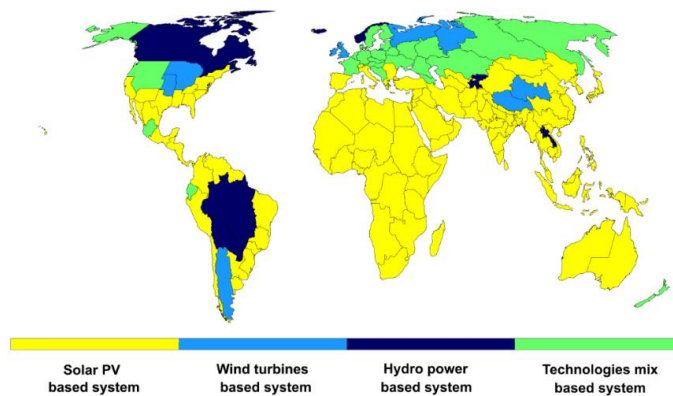 Solar PV
based system
Wind turbines
based system
Hydro power
based system
Technologies mix
based system